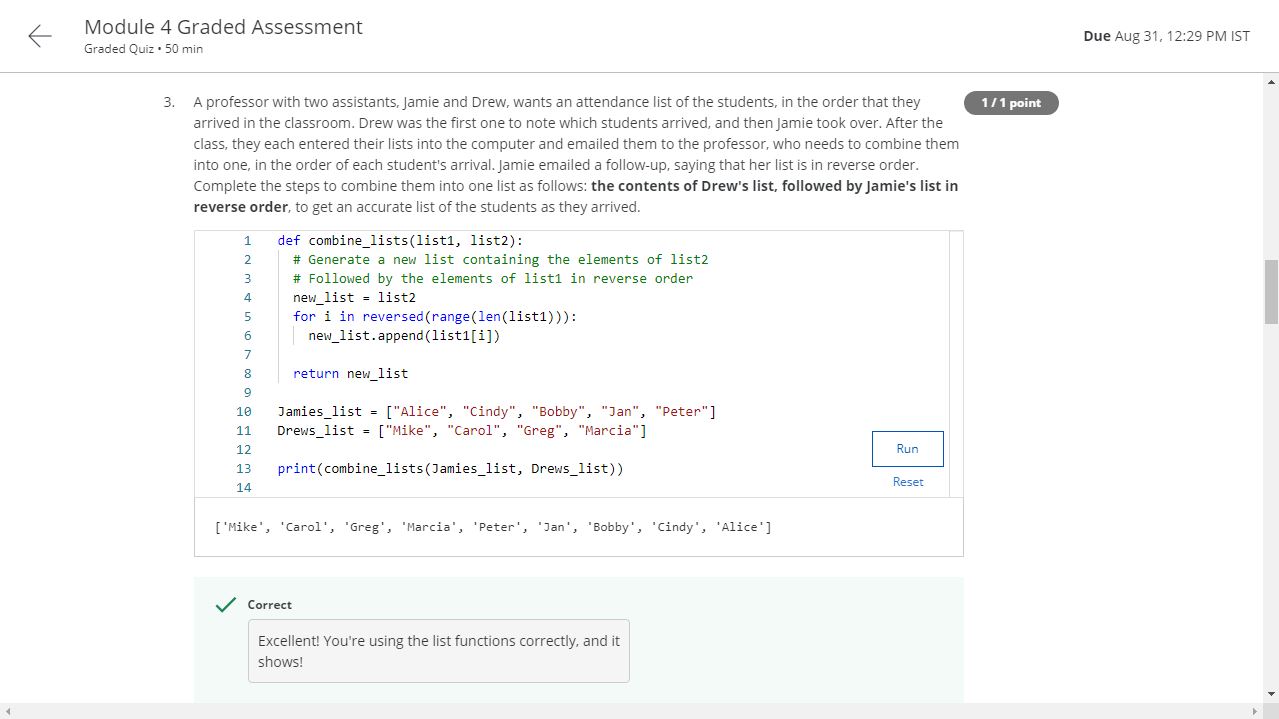 Module 4 Graded Assessment
Graded Quiz • 50 min
Due Aug 31, 12:29 PM IST
3. A professor with two assistants, Jamie and Drew, wants an attendance list of the students, in the order that they
arrived in the classroom. Drew was the first one to note which students arrived, and then Jamie took over. After the
class, they each entered their lists into the computer and emailed them to the professor, who needs to combine them
into one, in the order of each student's arrival. Jamie emailed a follow-up, saying that her list is in reverse order.
Complete the steps to combine them into one list as follows: the contents of Drew's list, followed by Jamie's list in
reverse order, to get an accurate list of the students as they arrived.
1 / 1 point
1 def combine_lists(list1, list2):
2 # Generate a new list containing the elements of list2
3 # Followed by the elements of list1 in reverse order
4 new_list = list2
5 for i in reversed(range(len(list1))):
6 new_list.append(list1[i])
7
8 return new_list
9
10 Jamies_list = ["Alice", "Cindy", "Bobby", "Jan", "Peter"]
11 Drews_list = ["Mike", "Carol", "Greg", "Marcia"]
12
13 print(combine_lists(Jamies_list, Drews_list))
14
Run
Reset
['Mike', 'Carol', 'Greg', 'Marcia', 'Peter', 'Jan', 'Bobby', 'Cindy', 'Alice']
Correct
Excellent! You're using the list functions correctly, and it
shows!